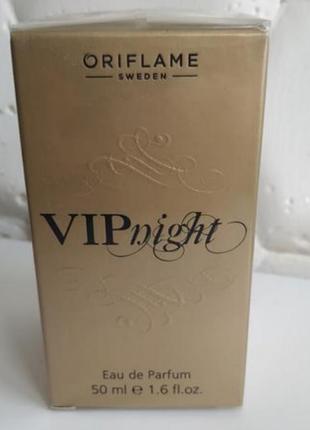 ORIFLAME
SWEDEN
VIPnight
Eau de Parfum
50 ml ℮ 1.6 fl.oz.